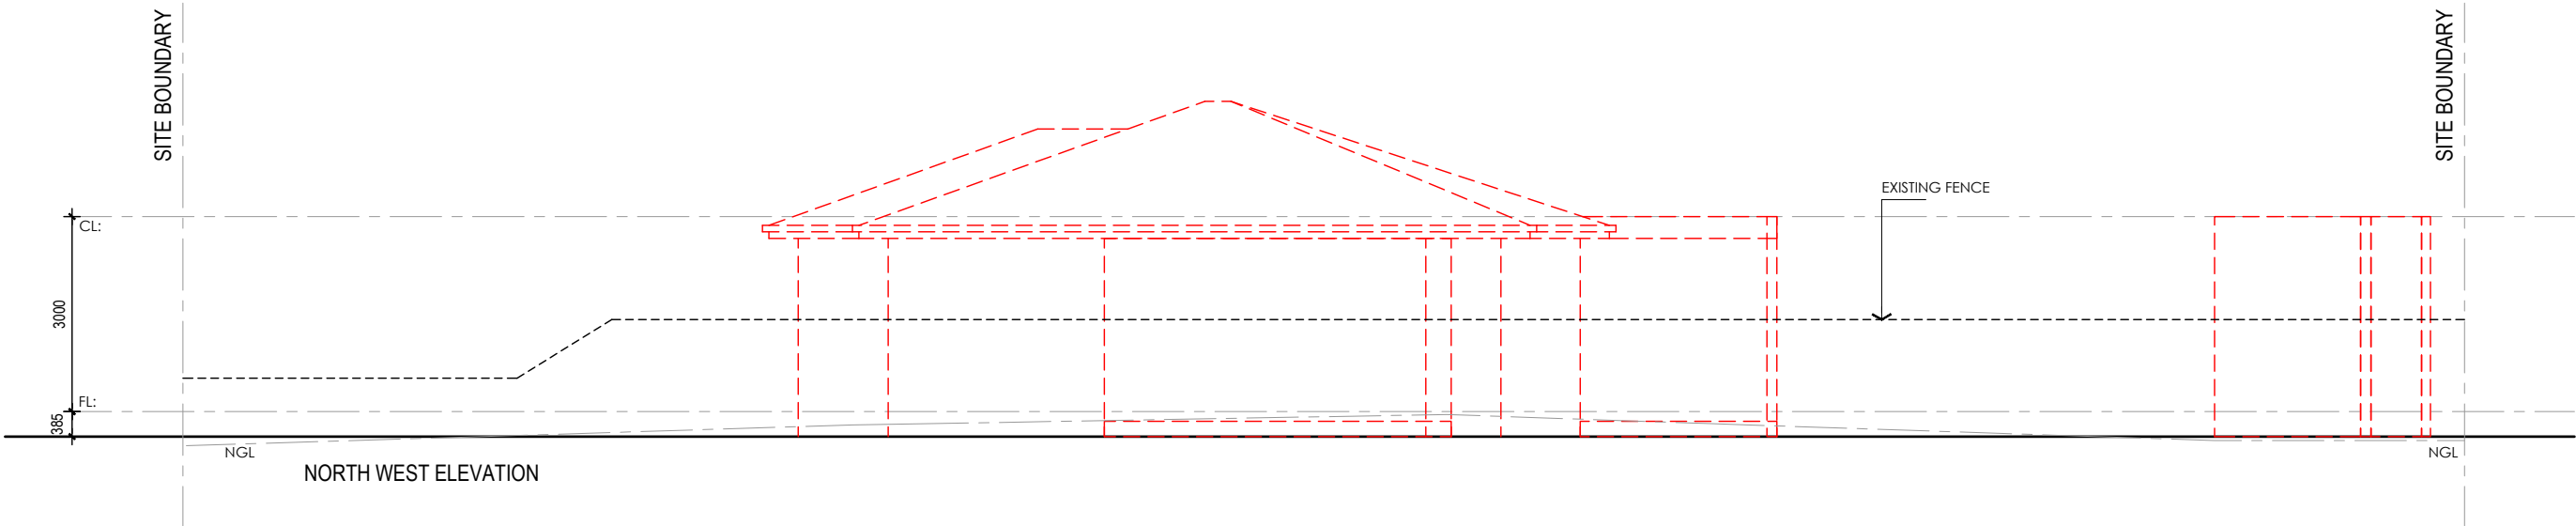 SITE BOUNDARY
SITE BOUNDARY
EXISTING FENCE
CL:
3000
FL:
385
NGL
NGL
NORTH WEST ELEVATION